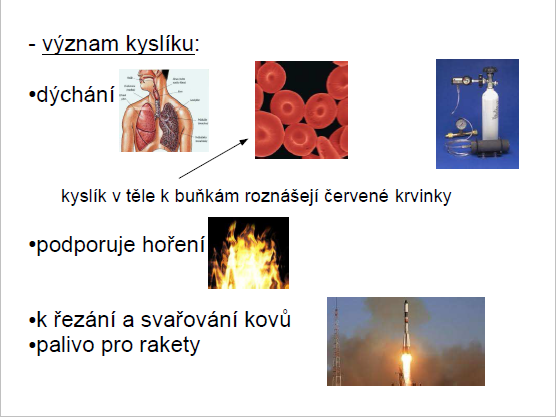 - význam kyslíku:
•dýchání
kyslík v těle k buňkám roznášejí červené krvinky
•podporuje hoření
•k řezání a svařování kovů
•palivo pro rakety